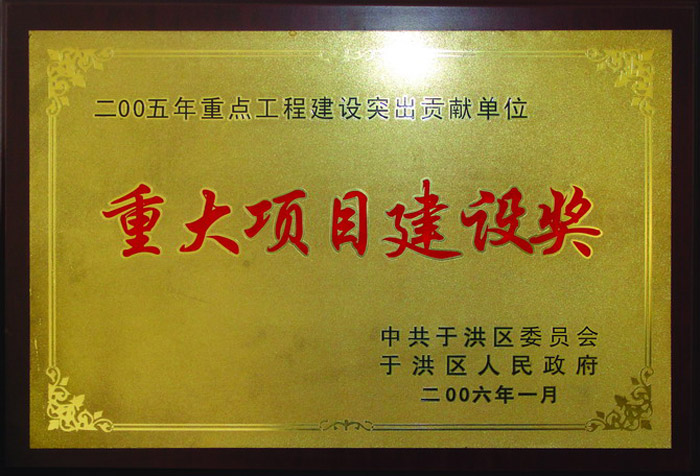 二00五年重点工程建设突出贡献单位
重大项目建设奖
中共于洪区委员会
于洪区人民政府
二00六年一月